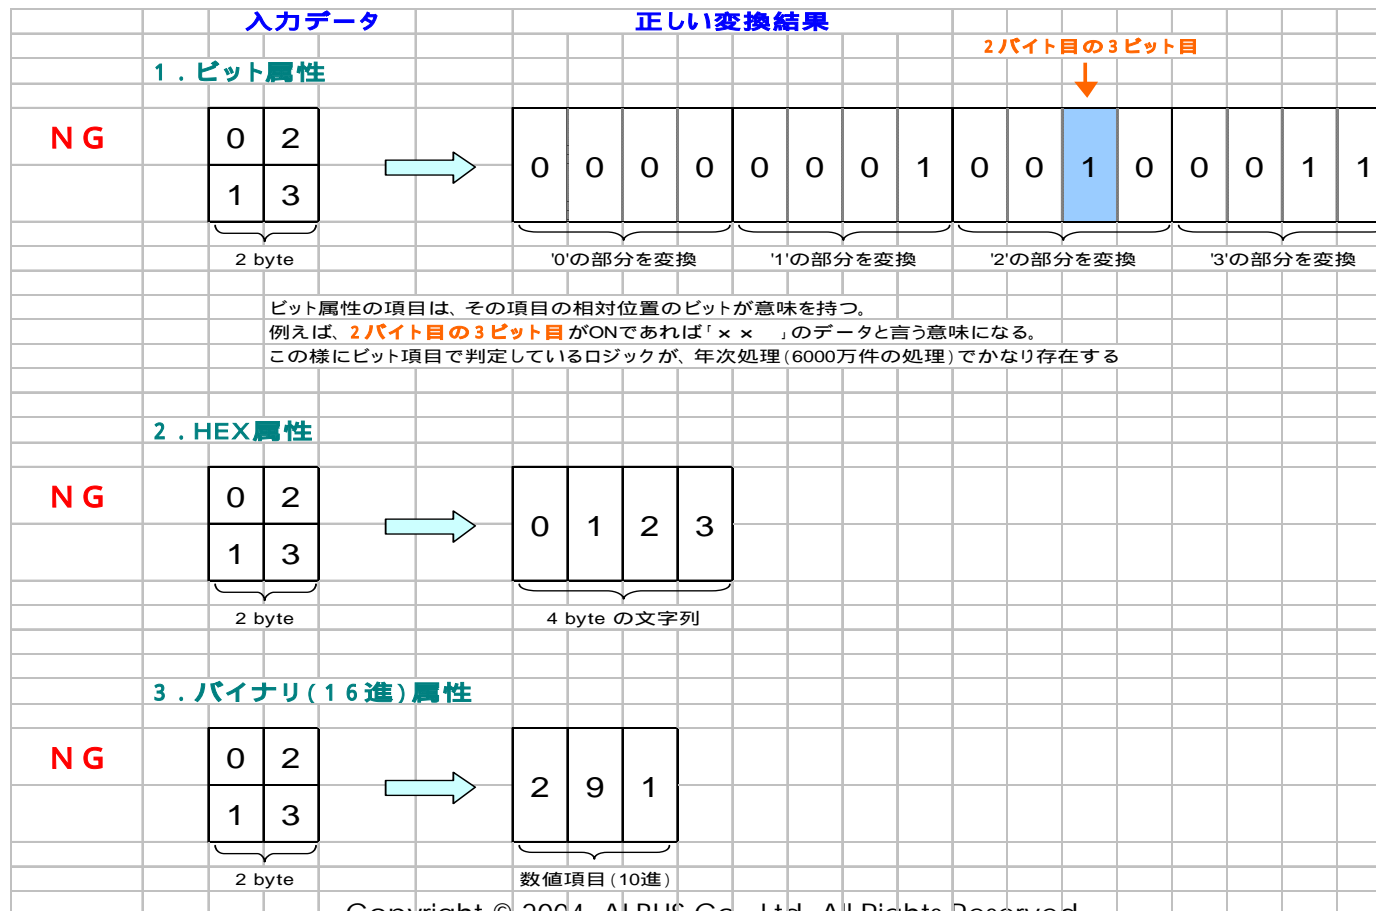 入力データ 正しい変換結果
2バイト目の3ビット目
1．ビット属性
NG
0 2
1 3
0 0 0 0 0 0 0 1 0 0 1 0 0 0 1 1
2 byte '0'の部分を変換 '1'の部分を変換 '2'の部分を変換 '3'の部分を変換
ビット属性の項目は、その項目の相対位置のビットが意味を持つ。
例えば、2バイト目の3ビット目がONであれば「××　」のデータと言う意味になる。
この様にビット項目で判定しているロジックが、年次処理(6000万件の処理)でかなり存在する
2．HEX属性
NG
0 2
1 3
0 1 2 3
2 byte 4 byte の文字列
3．バイナリ(16進)属性
NG
0 2
1 3
2 9 1
2 byte 数値項目(10進)
Copyright © 2004 ALBUS Co., Ltd. All Rights Reserved